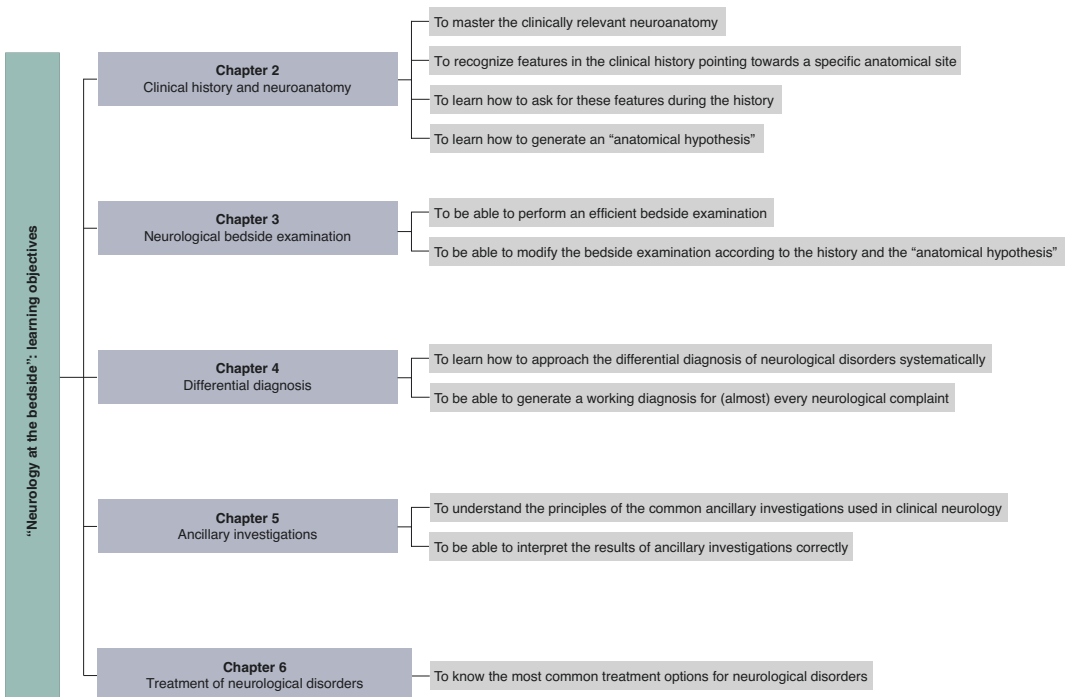 "Neurology at the bedside": learning objectives
Chapter 2
Clinical history and neuroanatomy
To master the clinically relevant neuroanatomy
To recognize features in the clinical history pointing towards a specific anatomical site
To learn how to ask for these features during the history
To learn how to generate an “anatomical hypothesis”
Chapter 3
Neurological bedside examination
To be able to perform an efficient bedside examination
To be able to modify the bedside examination according to the history and the “anatomical hypothesis”
Chapter 4
Differential diagnosis
To learn how to approach the differential diagnosis of neurological disorders systematically
To be able to generate a working diagnosis for (almost) every neurological complaint
Chapter 5
Ancillary investigations
To understand the principles of the common ancillary investigations used in clinical neurology
To be able to interpret the results of ancillary investigations correctly
Chapter 6
Treatment of neurological disorders
To know the most common treatment options for neurological disorders